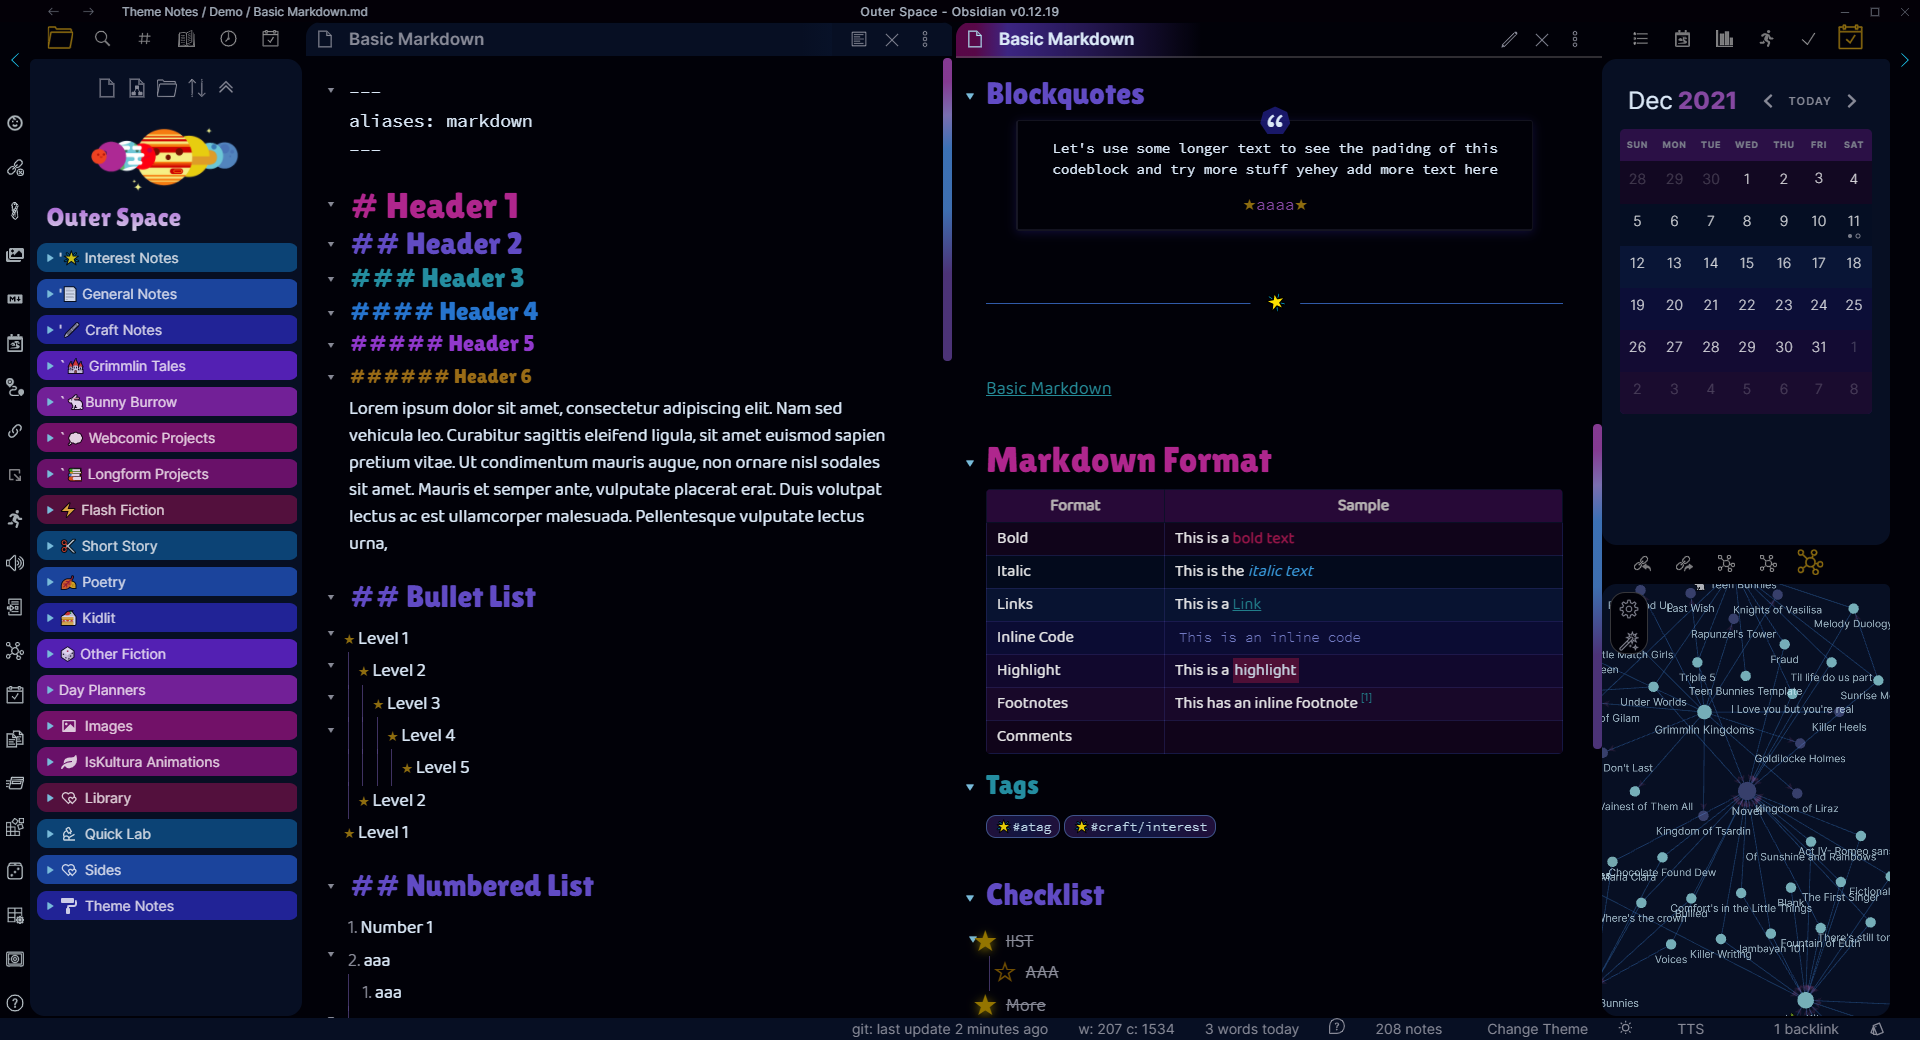 Theme Notes / Demo / Basic Markdown.md
Outer Space - Obsidian v0.12.19
Basic Markdown
Basic Markdown
Outer Space
Interest Notes
General Notes
Craft Notes
Grimmlin Tales
Bunny Burrow
Webcomic Projects
Longform Projects
Flash Fiction
Short Story
Poetry
Kidlit
Other Fiction
Day Planners
Images
IsKultura Animations
Library
Quick Lab
Sides
Theme Notes
---
aliases: markdown
---
# Header 1
## Header 2
### Header 3
#### Header 4
##### Header 5
###### Header 6
Lorem ipsum dolor sit amet, consectetur adipiscing elit. Nam sed
vehicula leo. Curabitur sagittis eleifend ligula, sit amet euismod sapien
pretium vitae. Ut condimentum mauris augue, non ornare nisl sodales
sit amet. Mauris et semper ante, vulputate placerat erat. Duis volutpat
lectus ac est ullamcorper malesuada. Pellentesque vulputate lectus
urna,
## Bullet List
Level 1
Level 2
Level 3
Level 4
Level 5
Level 2
Level 1
## Numbered List
1. Number 1
2. aaa
1. aaa
Blockquotes
Let's use some longer text to see the padidng of this
codeblock and try more stuff yehey add more text here
★aaaa★
Basic Markdown
Markdown Format
Format Sample
Bold This is a bold text
Italic This is the italic text
Links This is a Link
Inline Code This is an inline code
Highlight This is a highlight
Footnotes This has an inline footnote [1]
Comments
Tags
#atag #craft/interest
Checklist
lIST
AAA
More
Dec 2021 TODAY
SUN MON TUE WED THU FRI SAT
28 29 30 1 2 3 4
5 6 7 8 9 10 11
12 13 14 15 16 17 18
19 20 21 22 23 24 25
26 27 28 29 30 31 1
2 3 4 5 6 7 8
Teen Bunnies
Last Wish
Knights of Vasilisa
Melody Duology
Rapunzel's Tower
Match Girls
Fraud
Triple 5
Til life do us part
Teen Bunnies Template
Sunrise
Under Worlds
I Love you but you're real
of Gilam
Grimmlin Kingdoms
Killer Heels
Goldilocke Holmes
Don't Last
of Them All
Novel
Kingdom of Liraz
Kingdom of Tsardin
Act IV- Romeo
Of Sunshine and Rainbows
Chocolate Found Dew
Maria Clara
Fictional
The First Singer
Blank
Comfort's in the Little Things
Bullied
Where's the crown
There's still
Fountain of Euth
Jambayah 101
Killer Writing
Voices
Bunnies
git: last update 2 minutes ago
w: 207 c: 1534
3 words today
208 notes
Change Theme
TTS
1 backlink